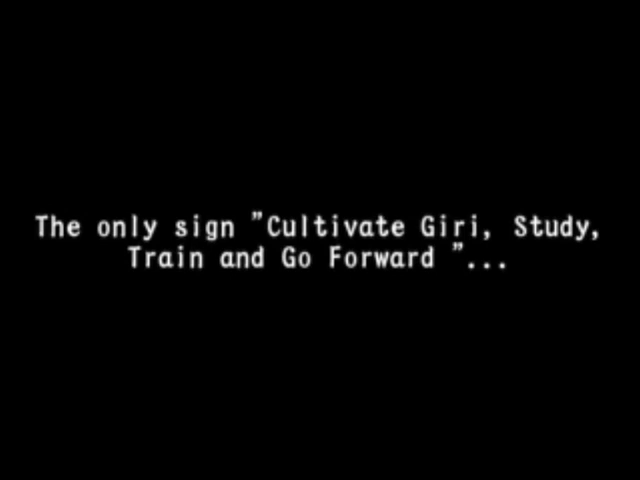 The only sign "Cultivate Giri, Study,
Train and Go Forward "...